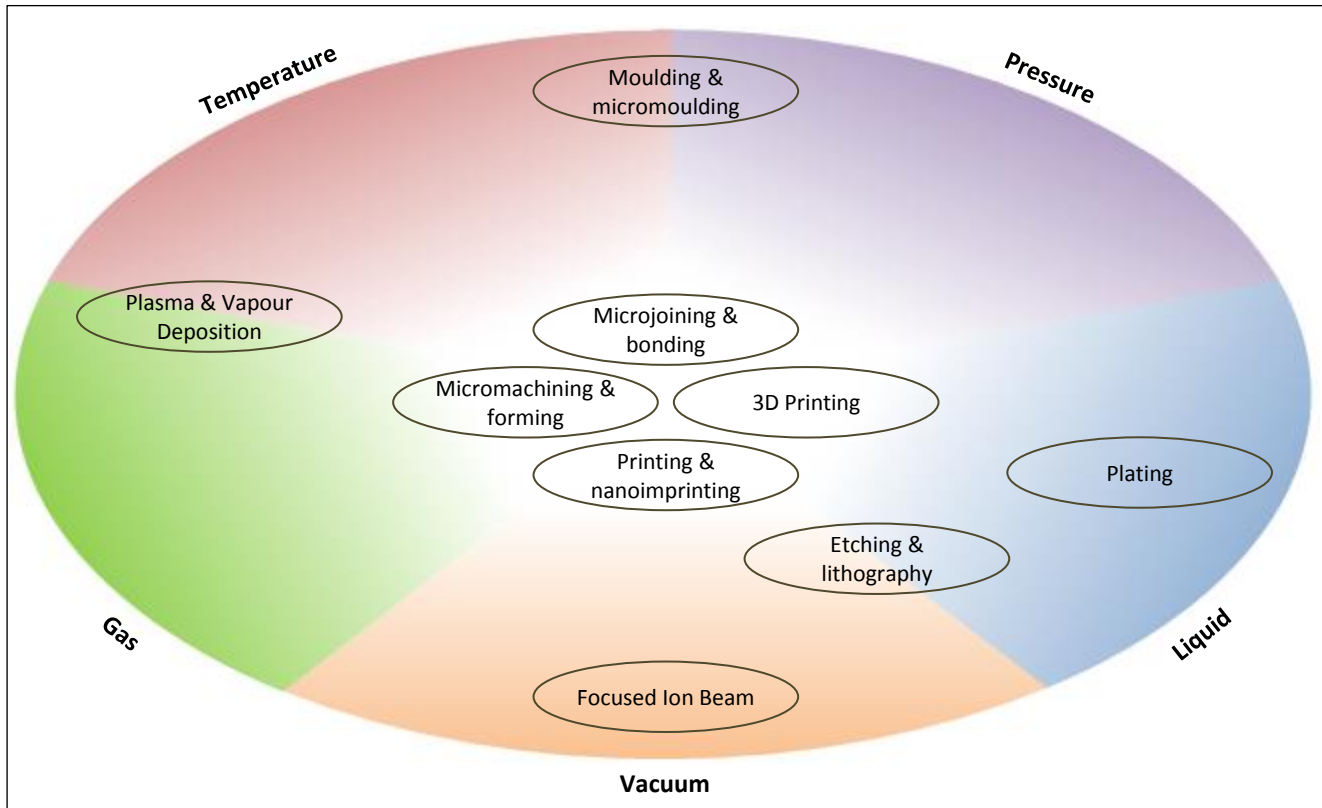 Temperature
Pressure
Moulding &
micromoulding
Plasma & Vapour
Deposition
Microjoining &
bonding
Micromachining &
forming
3D Printing
Printing &
nanoimprinting
Plating
Etching &
lithography
Gas
Liquid
Focused Ion Beam
Vacuum